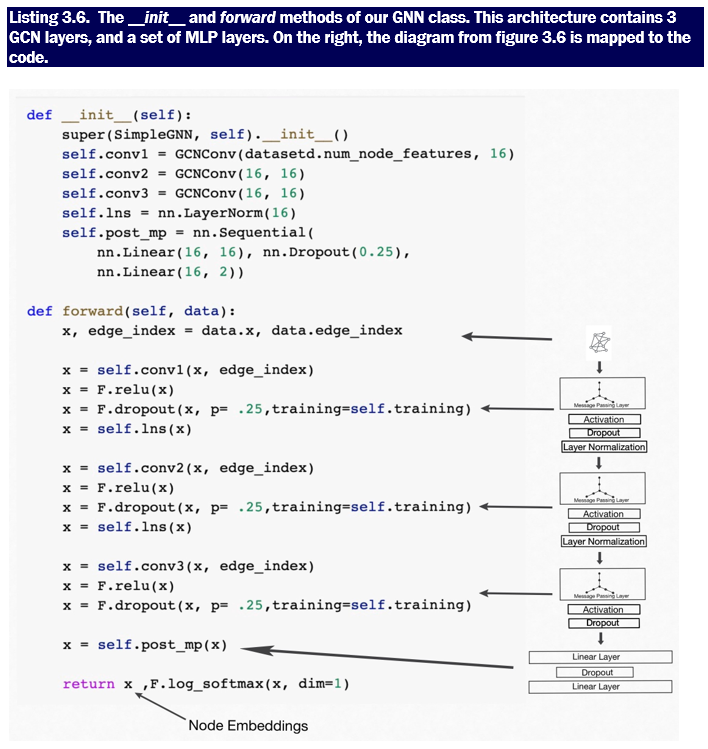 Listing 3.6. The __init__ and forward methods of our GNN class. This architecture contains 3
GCN layers, and a set of MLP layers. On the right, the diagram from figure 3.6 is mapped to the
code.
def __init__(self):
super(SimpleGNN, self).__init__()
self.conv1 = GCNConv(datasetd.num_node_features, 16)
self.conv2 = GCNConv(16, 16)
self.conv3 = GCNConv(16, 16)
self.lns = nn.LayerNorm(16)
self.post_mp = nn.Sequential(
nn.Linear(16, 16), nn.Dropout(0.25),
nn.Linear(16, 2))
def forward(self, data):
x, edge_index = data.x, data.edge_index
x = self.conv1(x, edge_index)
x = F.relu(x)
x = F.dropout(x, p= .25,training=self.training)
x = self.lns(x)
x = self.conv2(x, edge_index)
x = F.relu(x)
x = F.dropout(x, p= .25,training=self.training)
x = self.lns(x)
x = self.conv3(x, edge_index)
x = F.relu(x)
x = F.dropout(x, p= .25,training=self.training)
x = self.post_mp(x)
return x ,F.log_softmax(x, dim=1)
Node Embeddings
Message Passing Layer
Activation
Dropout
Layer Normalization
Message Passing Layer
Activation
Dropout
Layer Normalization
Message Passing Layer
Activation
Dropout
Linear Layer
Dropout
Linear Layer